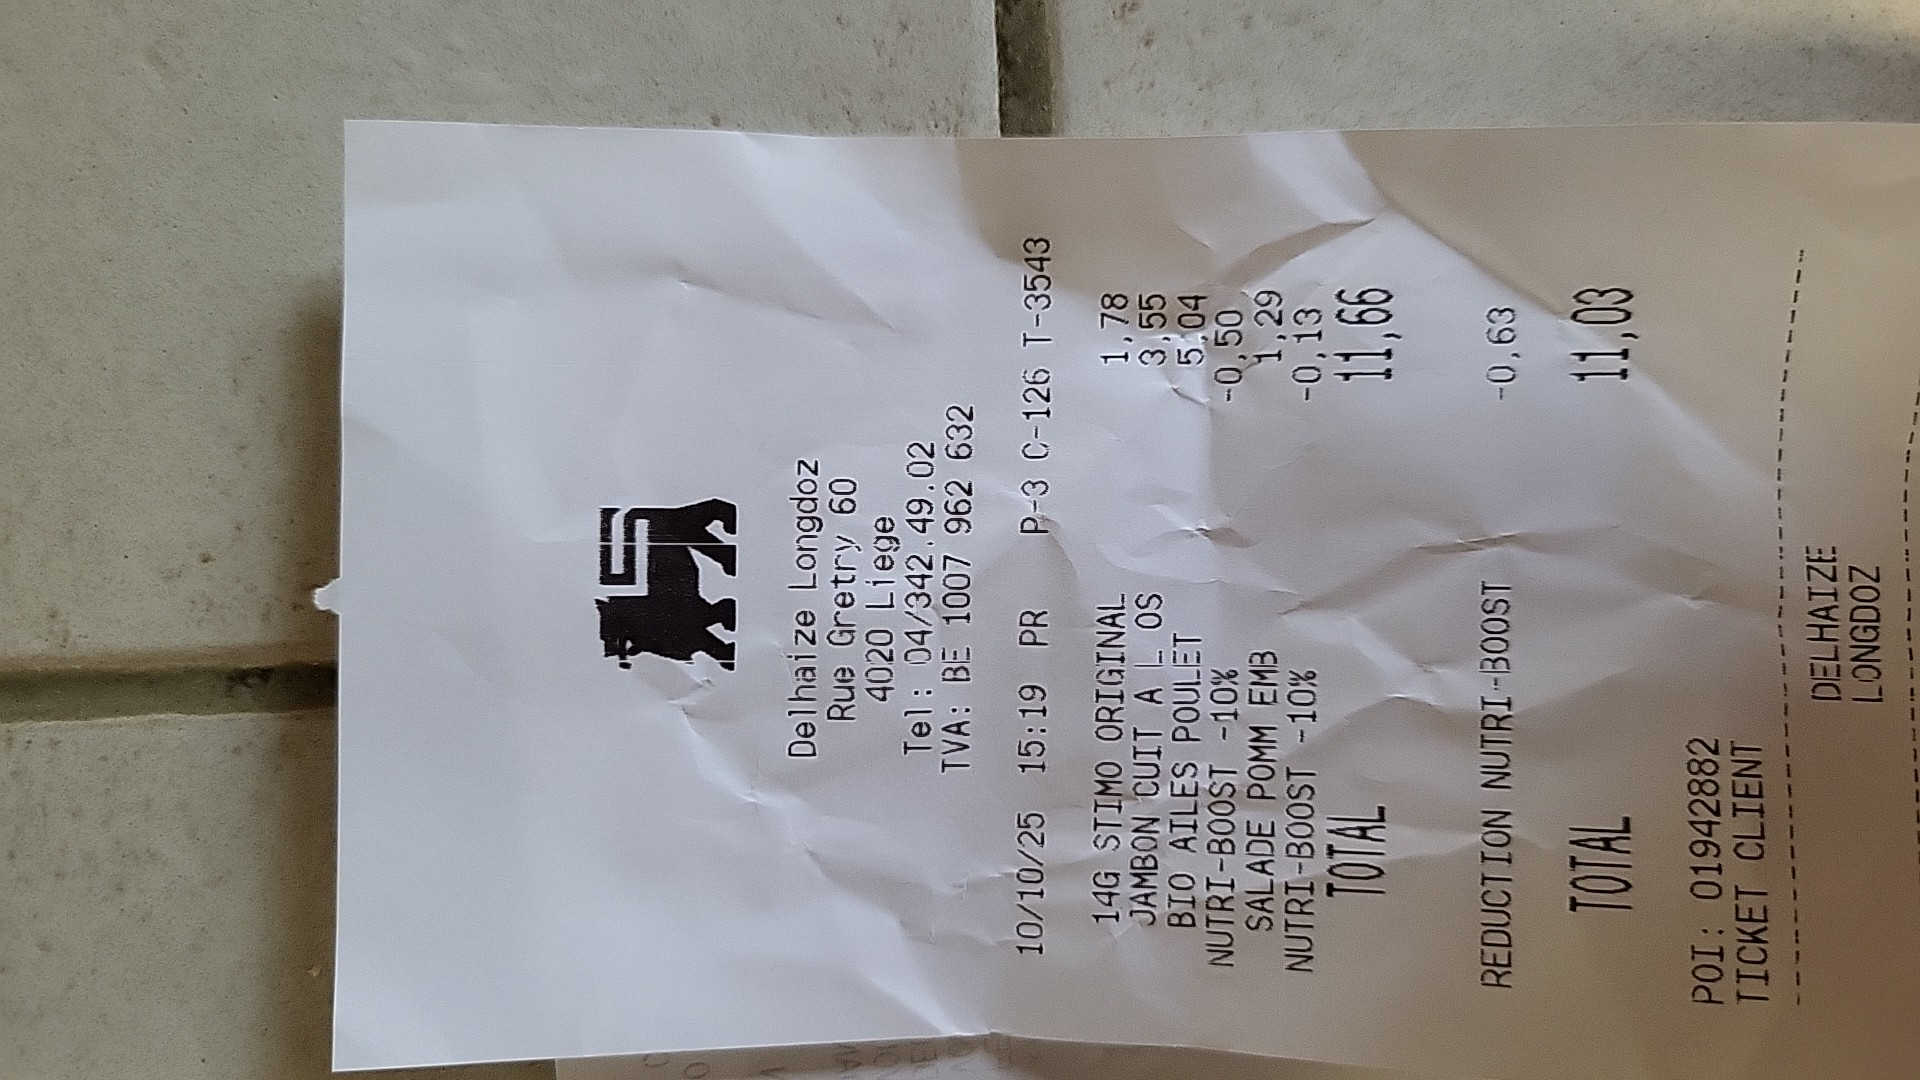 Delhaize Longdoz
Rue Gretry 60
4020 Liege
Tel: 04/342.49.02
TVA: BE 1007 962 632
10/10/25 15:19 PR P-3 C-126 T-3543
14G STIMO ORIGINAL 1,78
JAMBON CUIT A L OS 3,55
BIO AILES POULET 5,04
NUTRI-BOOST -10% -0,50
SALADE POMM EMB 1,29
NUTRI-BOOST -10% -0,13
TOTAL 11,66
REDUCTION NUTRI-BOOST -0,63
TOTAL 11,03
POI: 01942882
TICKET CLIENT
--------------------------------
DELHAIZE
LONGDOZ